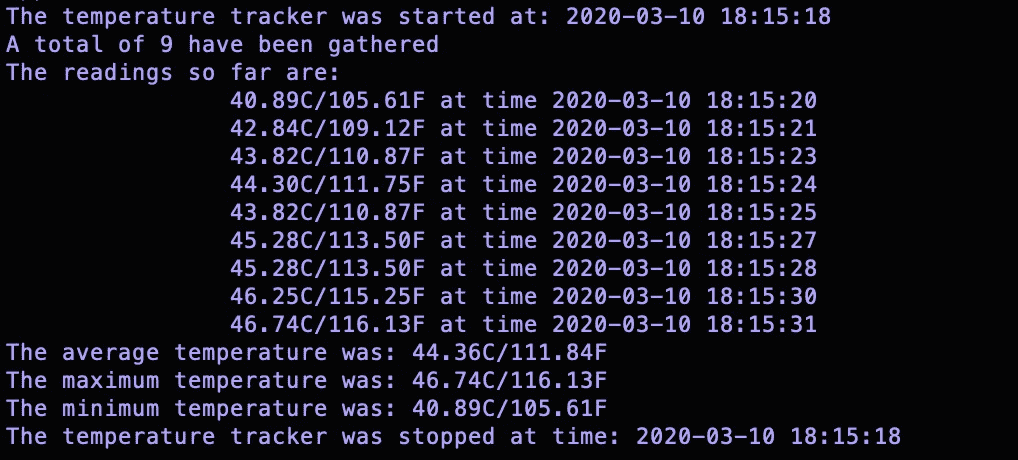 The temperature tracker was started at: 2020-03-10 18:15:18
A total of 9 have been gathered
The readings so far are:
40.89C/105.61F at time 2020-03-10 18:15:20
42.84C/109.12F at time 2020-03-10 18:15:21
43.82C/110.87F at time 2020-03-10 18:15:23
44.30C/111.75F at time 2020-03-10 18:15:24
43.82C/110.87F at time 2020-03-10 18:15:25
45.28C/113.50F at time 2020-03-10 18:15:27
45.28C/113.50F at time 2020-03-10 18:15:28
46.25C/115.25F at time 2020-03-10 18:15:30
46.74C/116.13F at time 2020-03-10 18:15:31
The average temperature was: 44.36C/111.84F
The maximum temperature was: 46.74C/116.13F
The minimum temperature was: 40.89C/105.61F
The temperature tracker was stopped at time: 2020-03-10 18:15:18